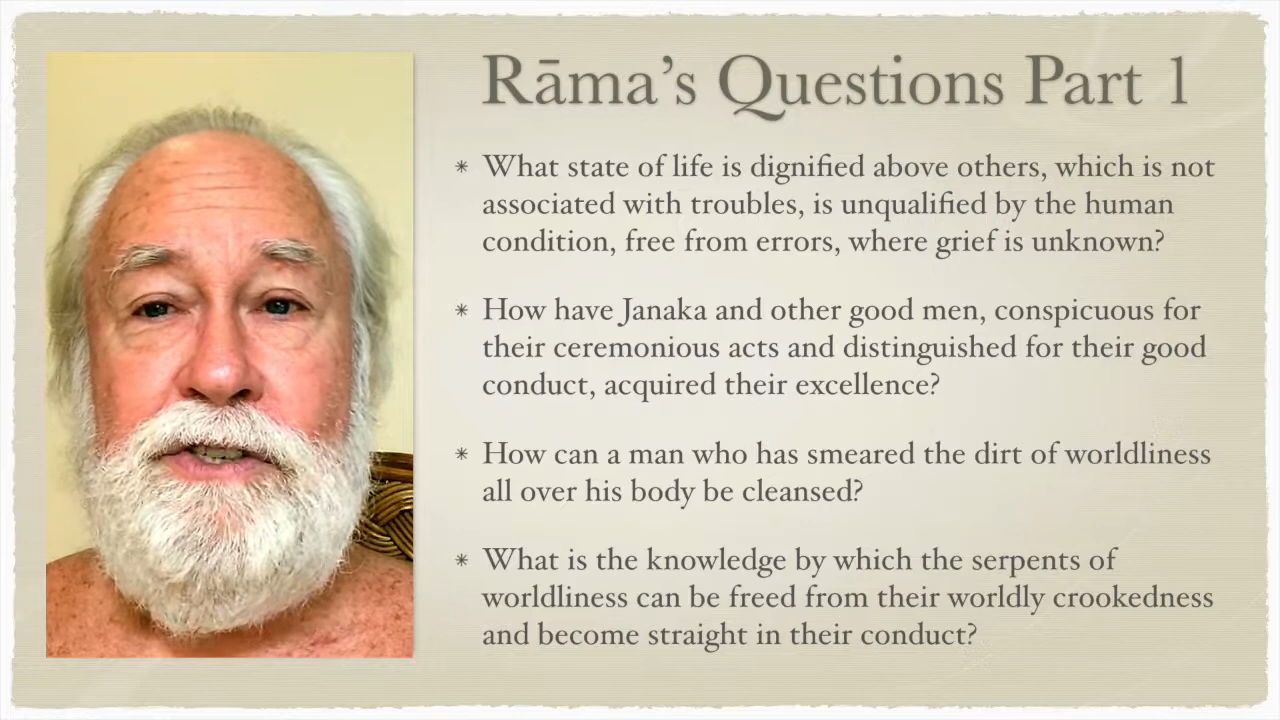 Rāma’s Questions Part 1
* What state of life is dignified above others, which is not
associated with troubles, is unqualified by the human
condition, free from errors, where grief is unknown?
* How have Janaka and other good men, conspicuous for
their ceremonious acts and distinguished for their good
conduct, acquired their excellence?
* How can a man who has smeared the dirt of worldliness
all over his body be cleansed?
* What is the knowledge by which the serpents of
worldliness can be freed from their worldly crookedness
and become straight in their conduct?